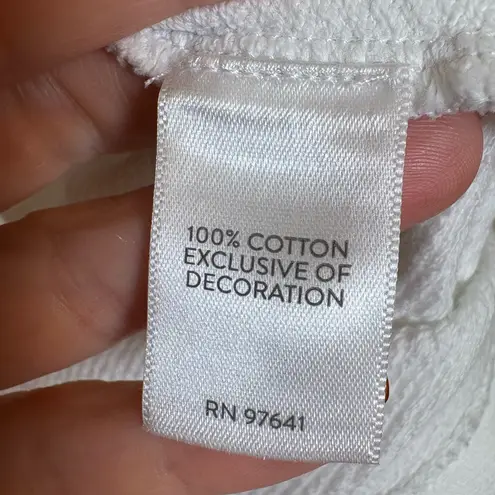 100% COTTON
EXCLUSIVE OF
DECORATION
RN 97641